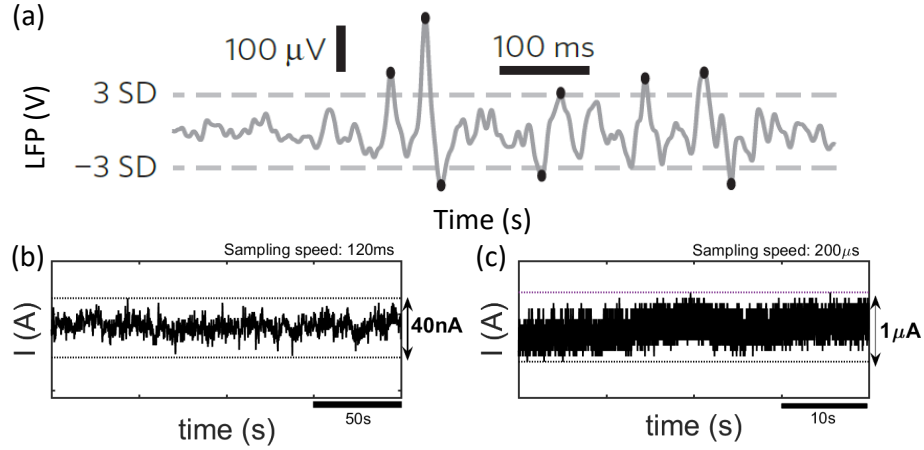 (a)
100 μV
100 ms
3 SD
LFP (V)
−3 SD
Time (s)
(b)
Sampling speed: 120ms
I (A)
40nA
50s
time (s)
(c)
Sampling speed: 200μs
I (A)
1μA
10s
time (s)